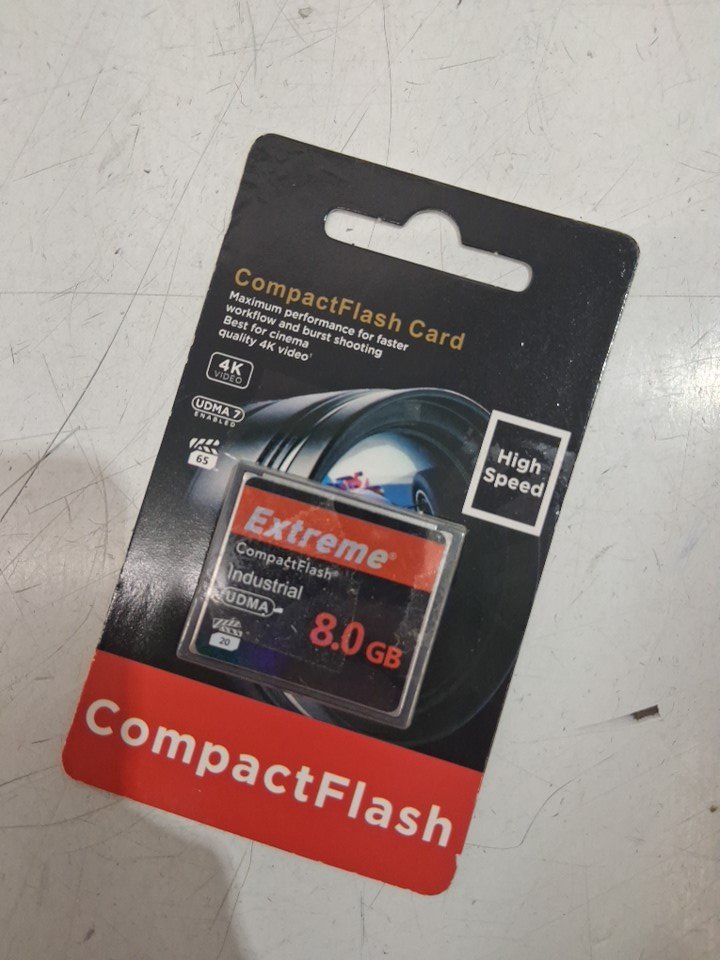 CompactFlash Card
Maximum performance for faster
workflow and burst shooting
Best for cinema
quality 4K video¹
4K
VIDEO
UDMA 7
ENABLED
65
High
Speed
Extreme®
CompactFlash®
Industrial
UDMA
20
8.0 GB
CompactFlash